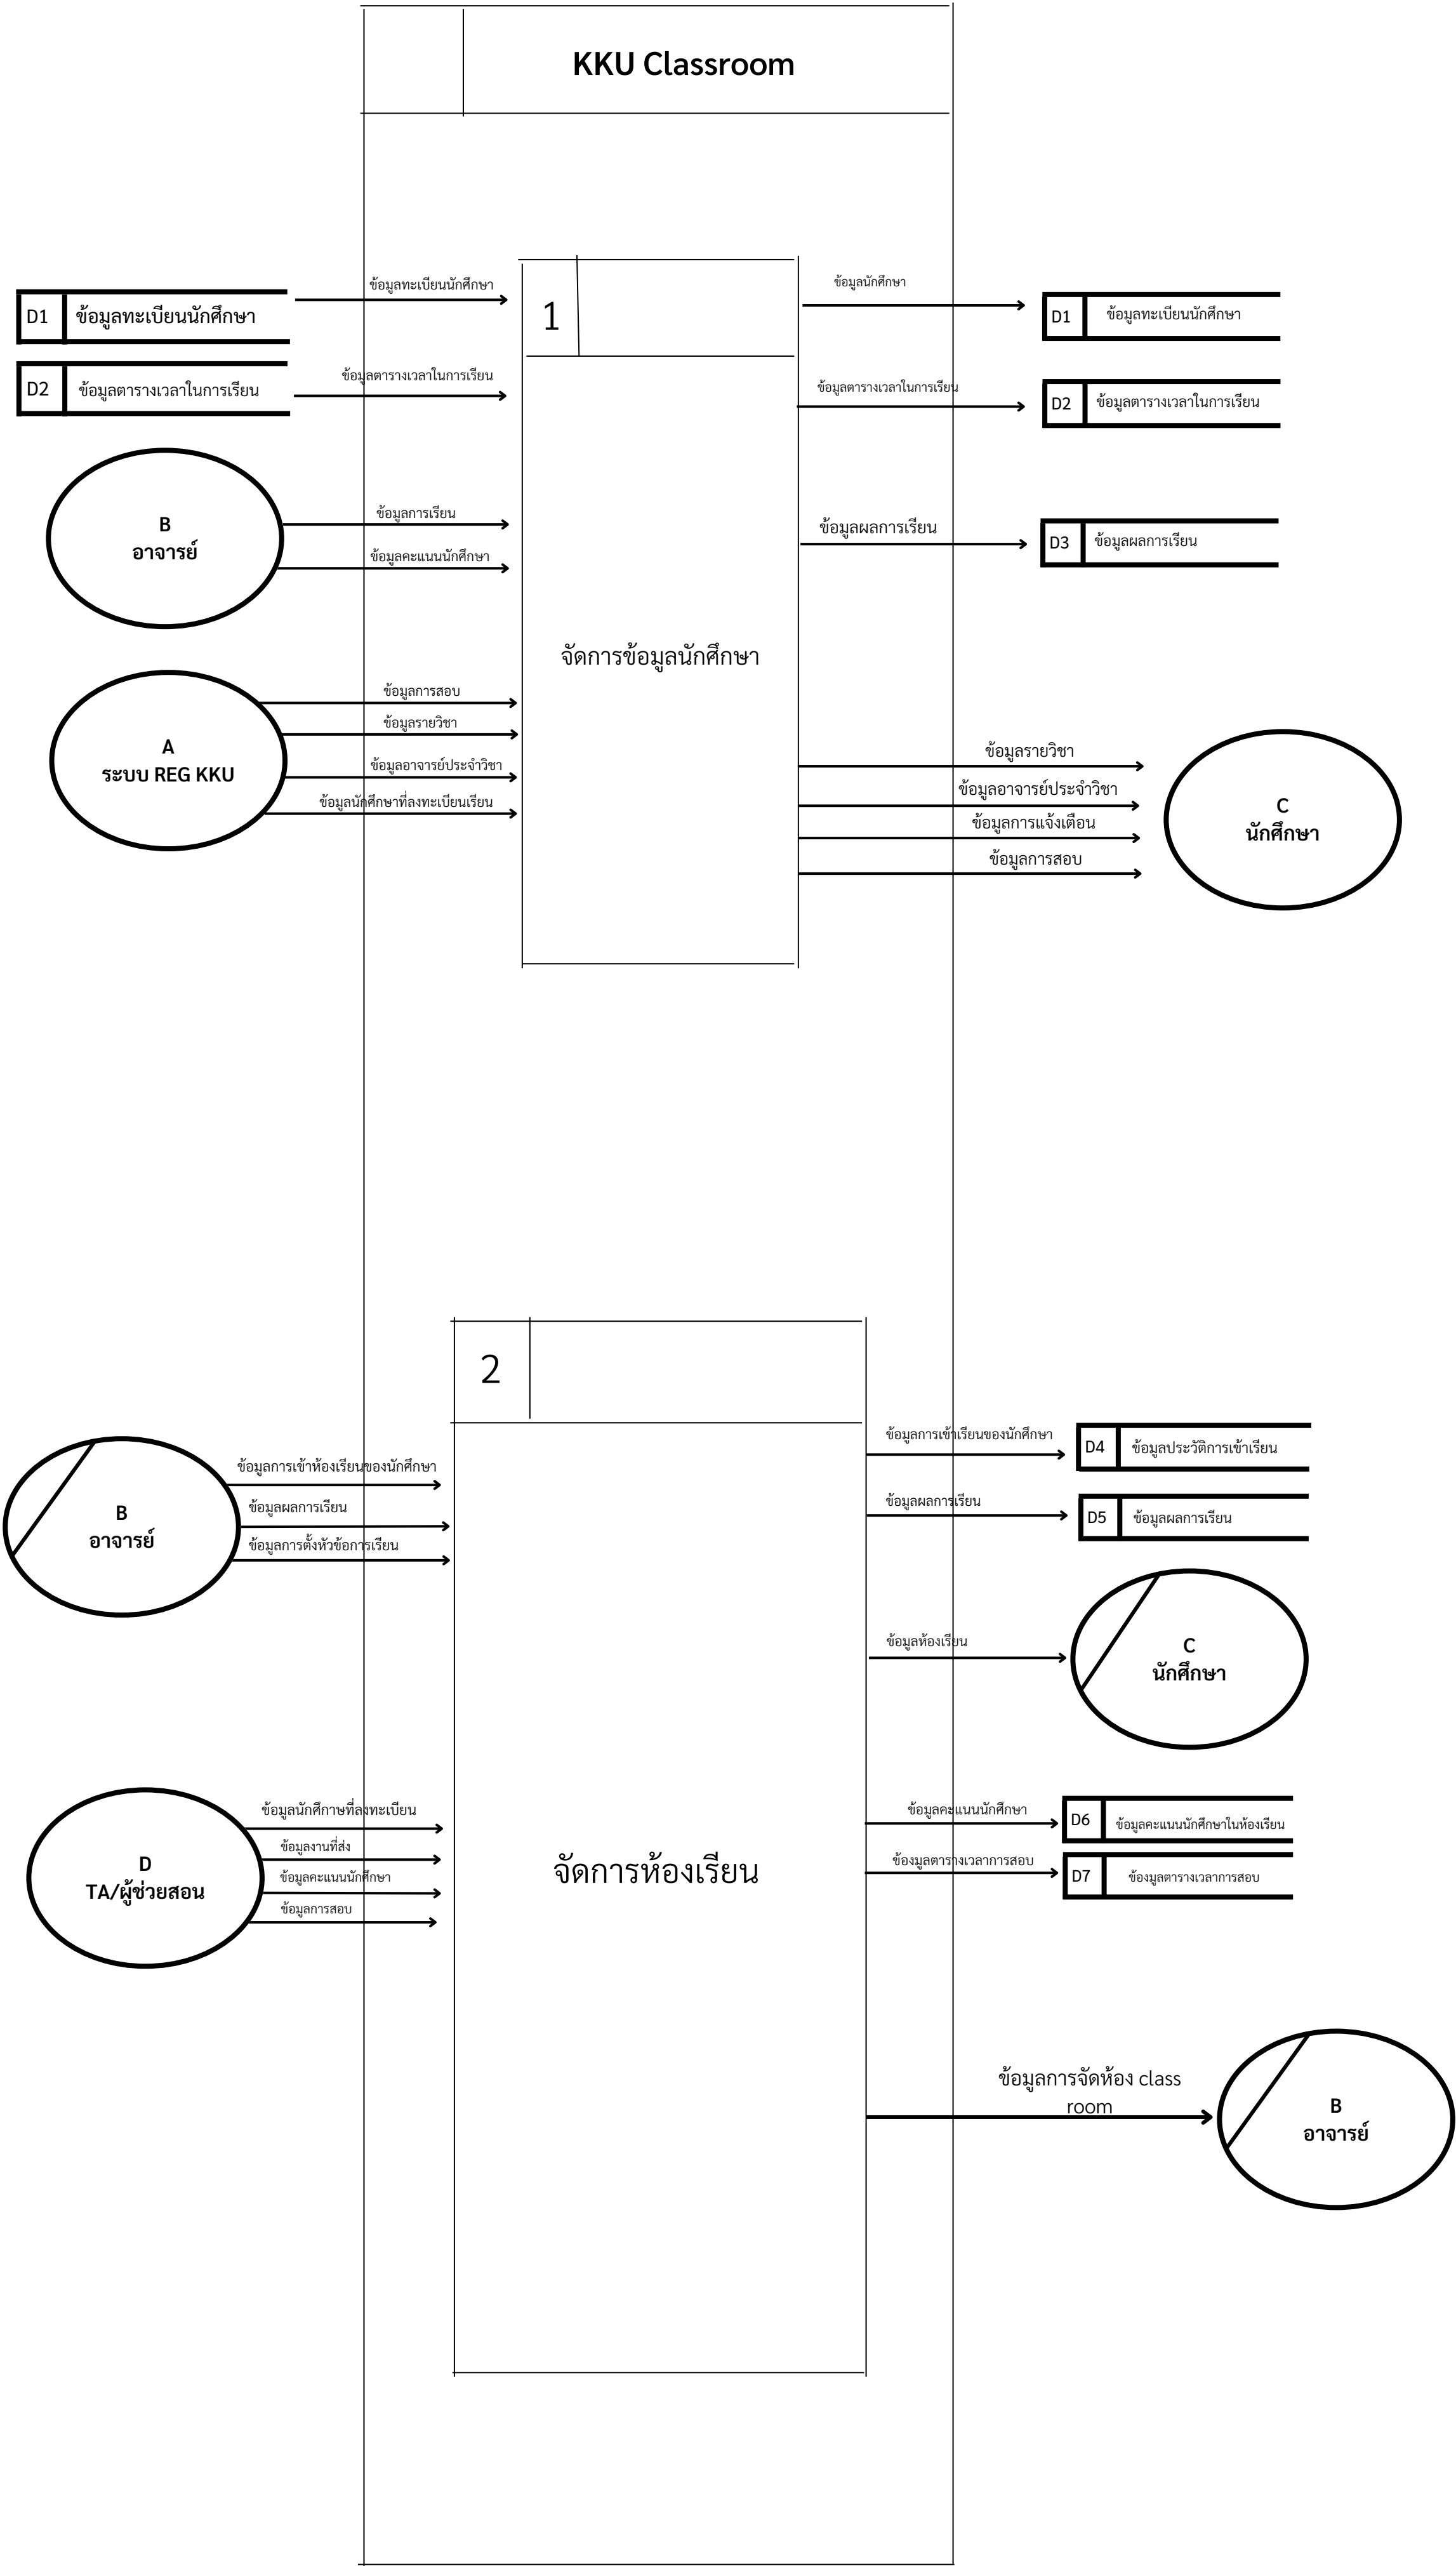 KKU Classroom
ข้อมูลทะเบียนนักศึกษา
D1
ข้อมูลทะเบียนนักศึกษา
ข้อมูลตารางเวลาในการเรียน
D2
ข้อมูลตารางเวลาในการเรียน
B
อาจารย์
ข้อมูลการเรียน
ข้อมูลคะแนนนักศึกษา
A
ระบบ REG KKU
ข้อมูลการสอบ
ข้อมูลรายวิชา
ข้อมูลอาจารย์ประจำวิชา
ข้อมูลนักศึกษาที่ลงทะเบียนเรียน
1
จัดการข้อมูลนักศึกษา
ข้อมูลนักศึกษา
D1
ข้อมูลทะเบียนนักศึกษา
ข้อมูลตารางเวลาในการเรียน
D2
ข้อมูลตารางเวลาในการเรียน
ข้อมูลผลการเรียน
D3
ข้อมูลผลการเรียน
ข้อมูลรายวิชา
ข้อมูลอาจารย์ประจำวิชา
ข้อมูลการแจ้งเตือน
ข้อมูลการสอบ
C
นักศึกษา
2
จัดการห้องเรียน
B
อาจารย์
ข้อมูลการเข้าห้องเรียนของนักศึกษา
ข้อมูลผลการเรียน
ข้อมูลการตั้งหัวข้อการเรียน
D
TA/ผู้ช่วยสอน
ข้อมูลนักศึกาษที่ลงทะเบียน
ข้อมูลงานที่ส่ง
ข้อมูลคะแนนนักศึกษา
ข้อมูลการสอบ
ข้อมูลการเข้าเรียนของนักศึกษา
D4
ข้อมูลประวัติการเข้าเรียน
ข้อมูลผลการเรียน
D5
ข้อมูลผลการเรียน
ข้อมูลห้องเรียน
C
นักศึกษา
ข้อมูลคะแนนนักศึกษา
D6
ข้อมูลคะแนนนักศึกษาในห้องเรียน
ข้องมูลตารางเวลาการสอบ
D7
ข้องมูลตารางเวลาการสอบ
ข้อมูลการจัดห้อง class
room
B
อาจารย์